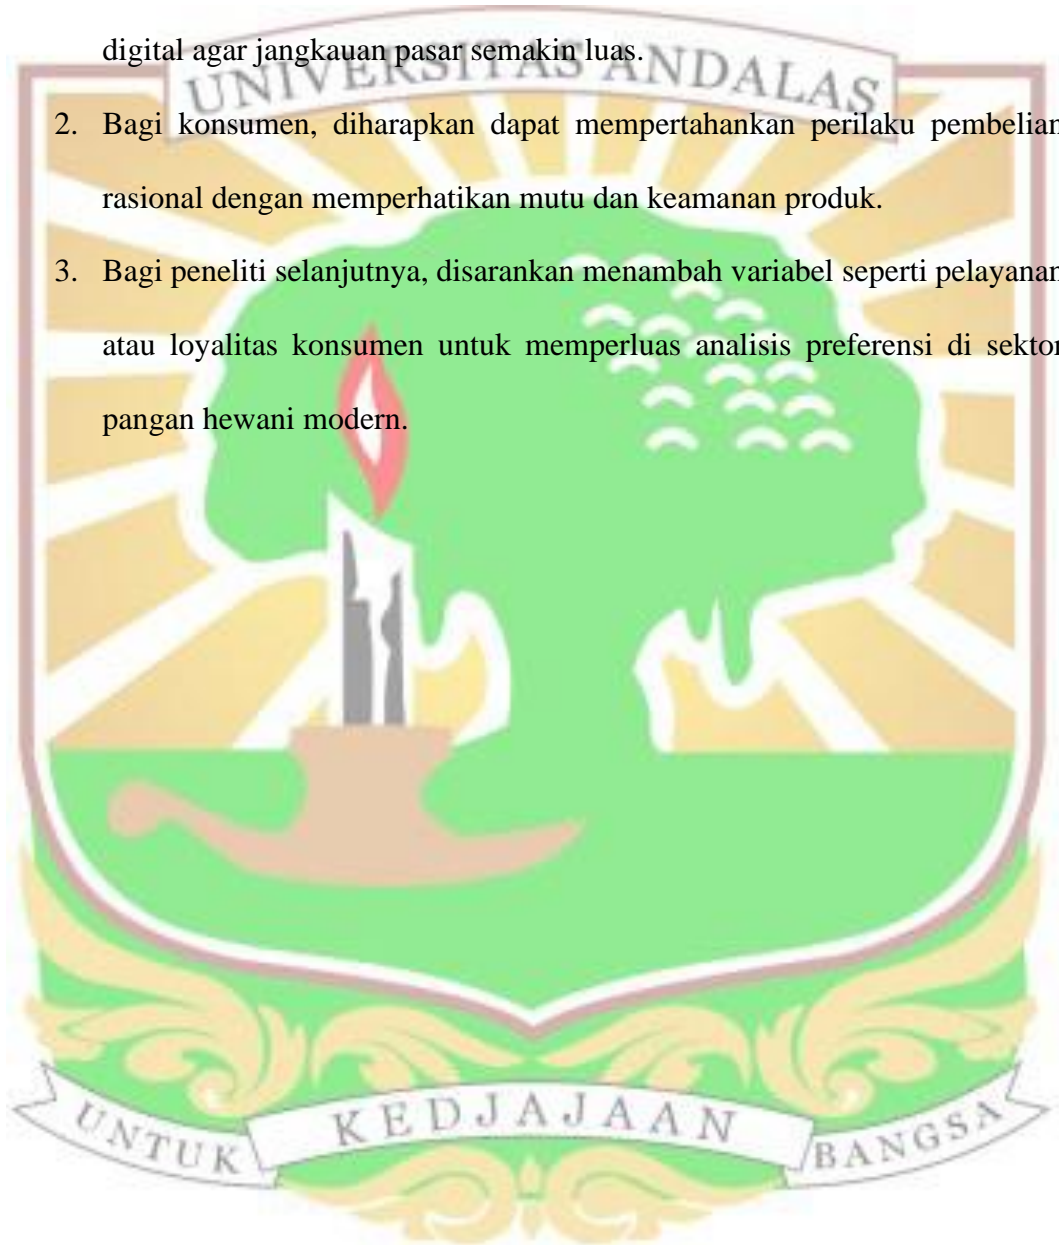 digital agar jangkauan pasar semakin luas.
UNIVERSITAS ANDALAS
2. Bagi konsumen, diharapkan dapat mempertahankan perilaku pembelian
rasional dengan memperhatikan mutu dan keamanan produk.
3. Bagi peneliti selanjutnya, disarankan menambah variabel seperti pelayanan
atau loyalitas konsumen untuk memperluas analisis preferensi di sektor
pangan hewani modern.
UNTUK KEDJAJAAN BANGSA